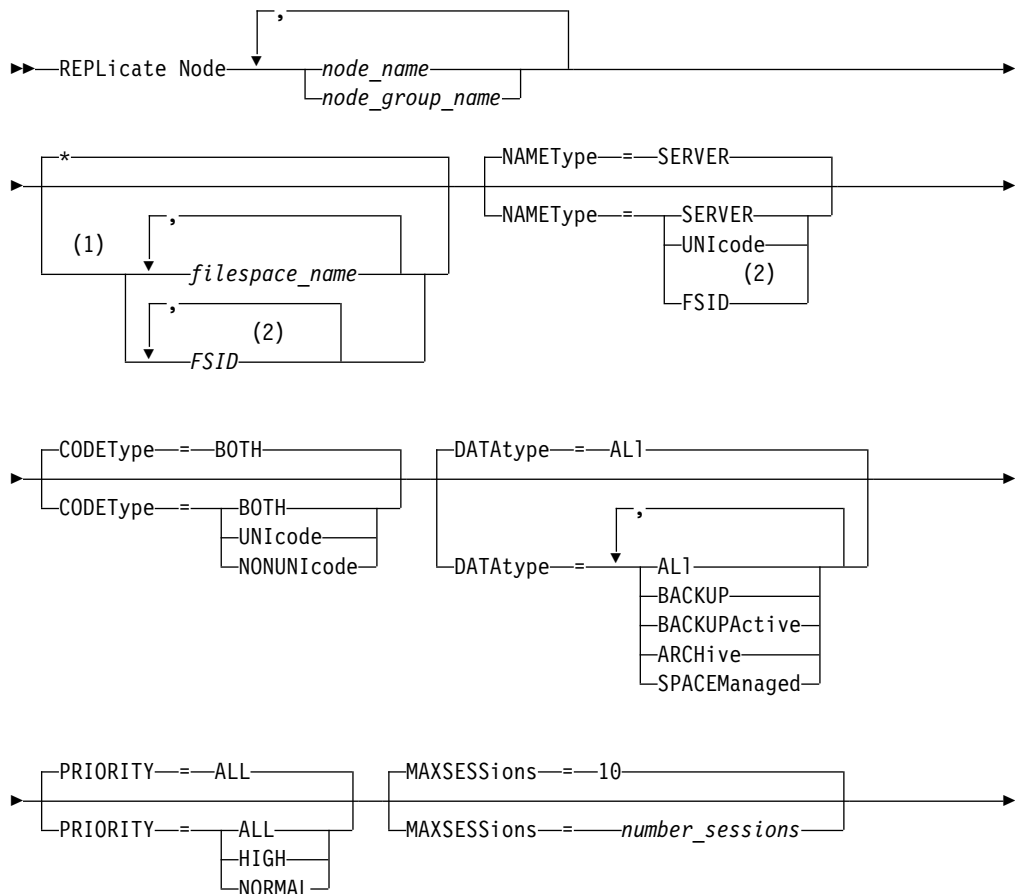 ,
REPLicate Node node_name
node_group_name
* NAMEType = SERVER
NAMEType = SERVER
(1) , UNIcode
filespace_name (2)
, FSID
(2)
FSID
CODEType = BOTH DATAtype = ALl
CODEType = BOTH ,
UNIcode
NONUNIcode DATAtype = ALl
BACKUP
BACKUPActive
ARCHive
SPACEManaged
PRIORITY = ALL MAXSESSions = 10
PRIORITY = ALL MAXSESSions = number_sessions
HIGH
NORMAL